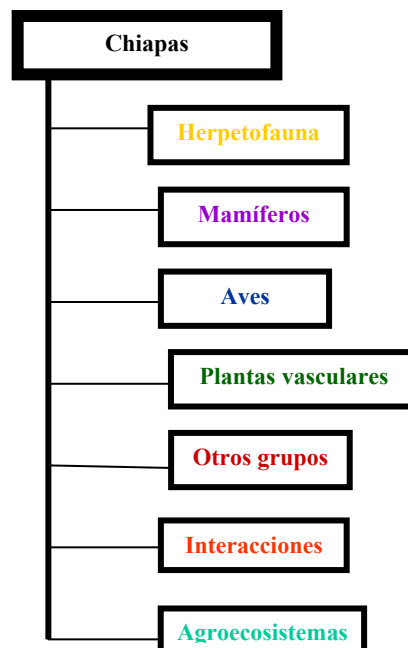 Chiapas
Herpetofauna
Mamíferos
Aves
Plantas vasculares
Otros grupos
Interacciones
Agroecosistemas